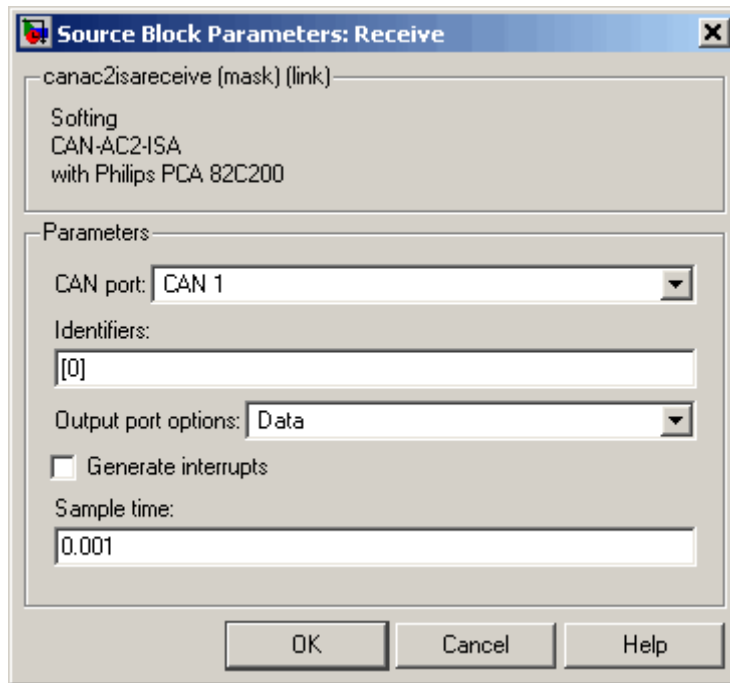 Source Block Parameters: Receive
canac2isareceive (mask) (link)
Softing
CAN-AC2-ISA
with Philips PCA 82C200
Parameters
CAN port: CAN 1
Identifiers:
[0]
Output port options: Data
Generate interrupts
Sample time:
0.001
OK Cancel Help